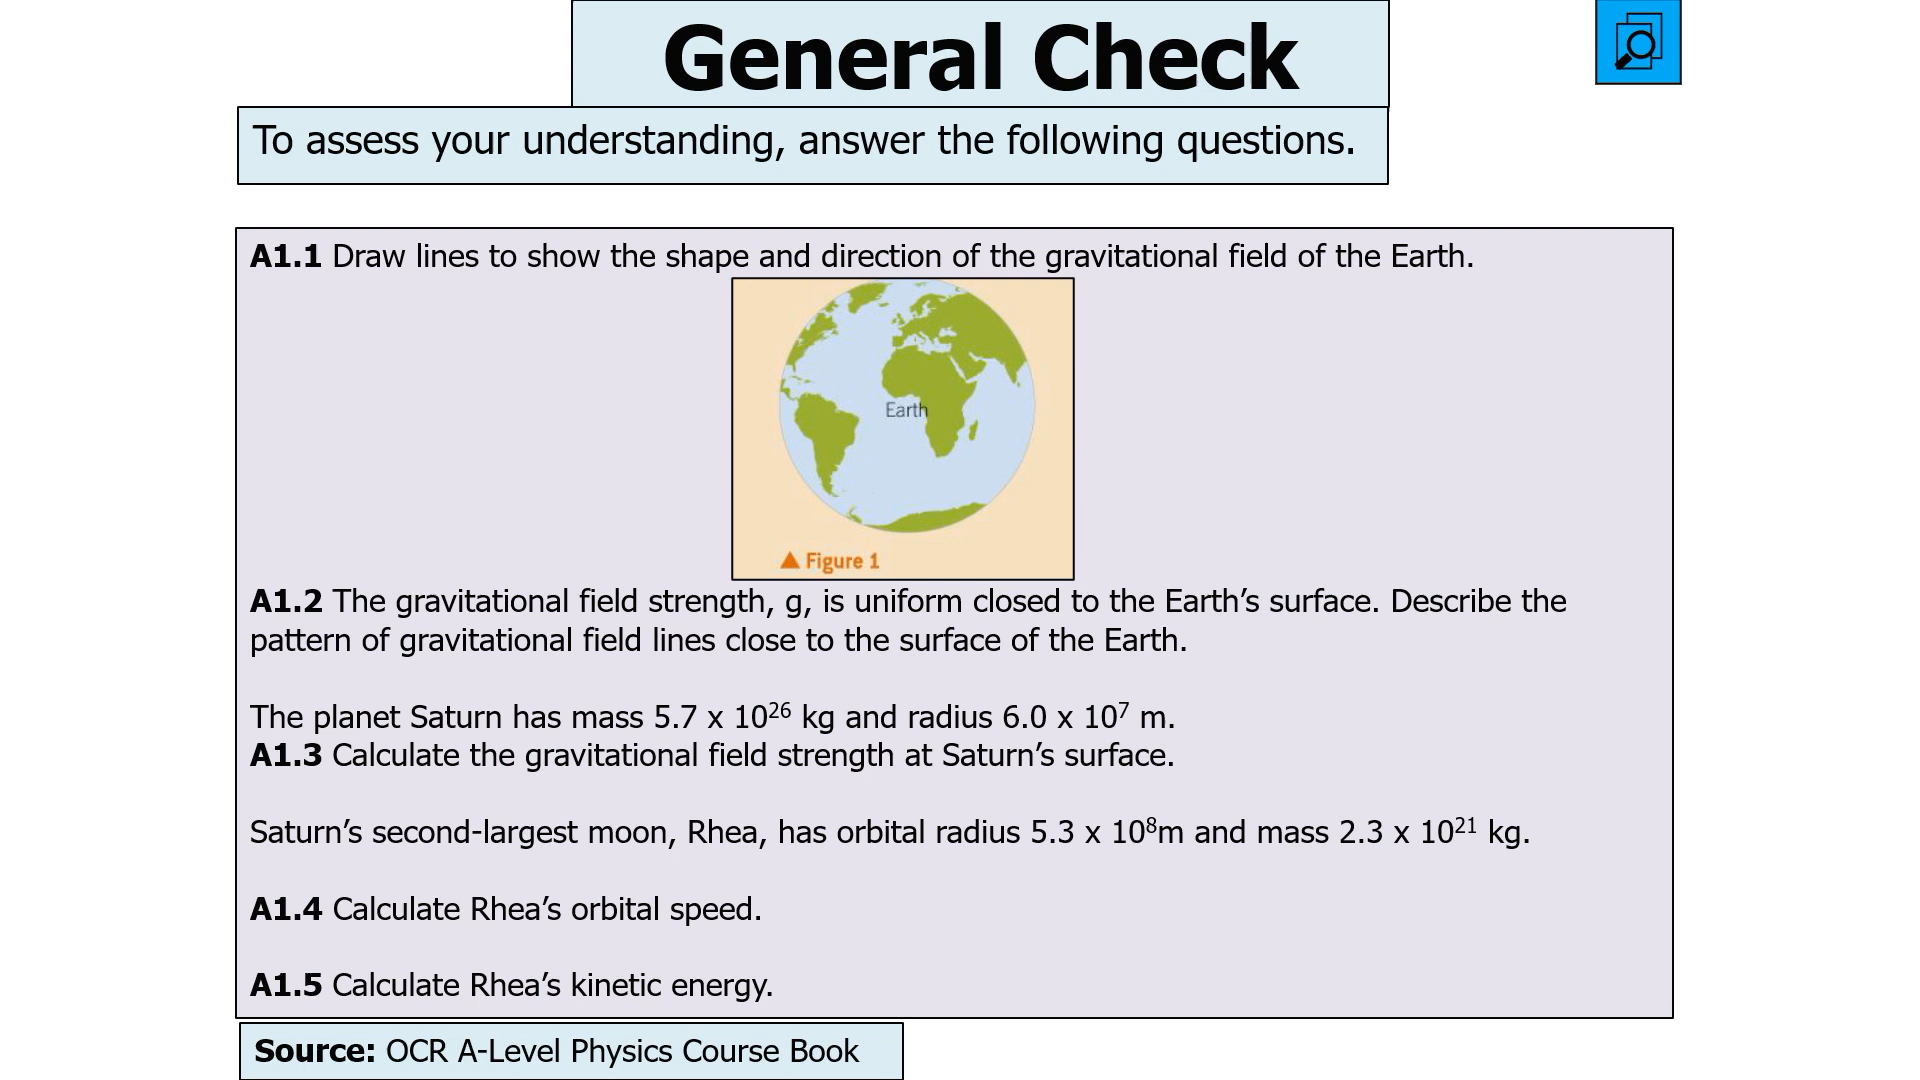 General Check
To assess your understanding, answer the following questions.
A1.1 Draw lines to show the shape and direction of the gravitational field of the Earth.
Earth
▲ Figure 1
A1.2 The gravitational field strength, g, is uniform closed to the Earth’s surface. Describe the
pattern of gravitational field lines close to the surface of the Earth.
The planet Saturn has mass 5.7 x 10²⁶ kg and radius 6.0 x 10⁷ m.
A1.3 Calculate the gravitational field strength at Saturn’s surface.
Saturn’s second-largest moon, Rhea, has orbital radius 5.3 x 10⁸m and mass 2.3 x 10²¹ kg.
A1.4 Calculate Rhea’s orbital speed.
A1.5 Calculate Rhea’s kinetic energy.
Source: OCR A-Level Physics Course Book